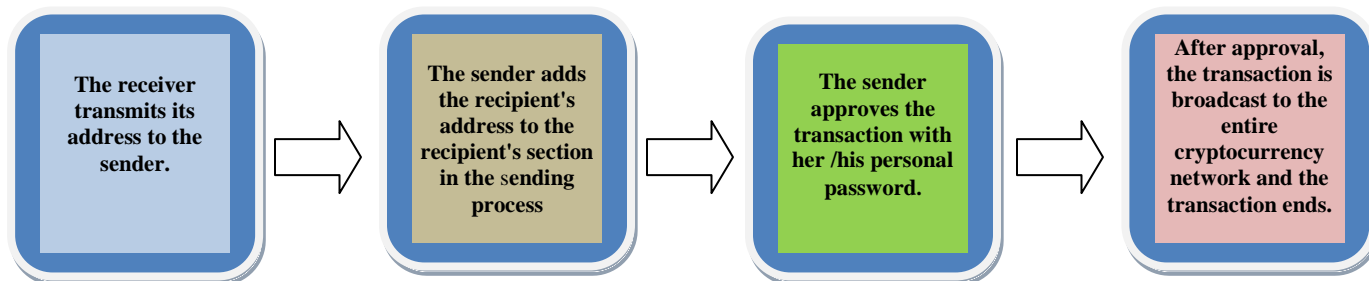 The receiver
transmits its
address to the
sender.
The sender adds
the recipient's
address to the
recipient's section
in the sending
process
The sender
approves the
transaction with
her /his personal
password.
After approval,
the transaction is
broadcast to the
entire
cryptocurrency
network and the
transaction ends.